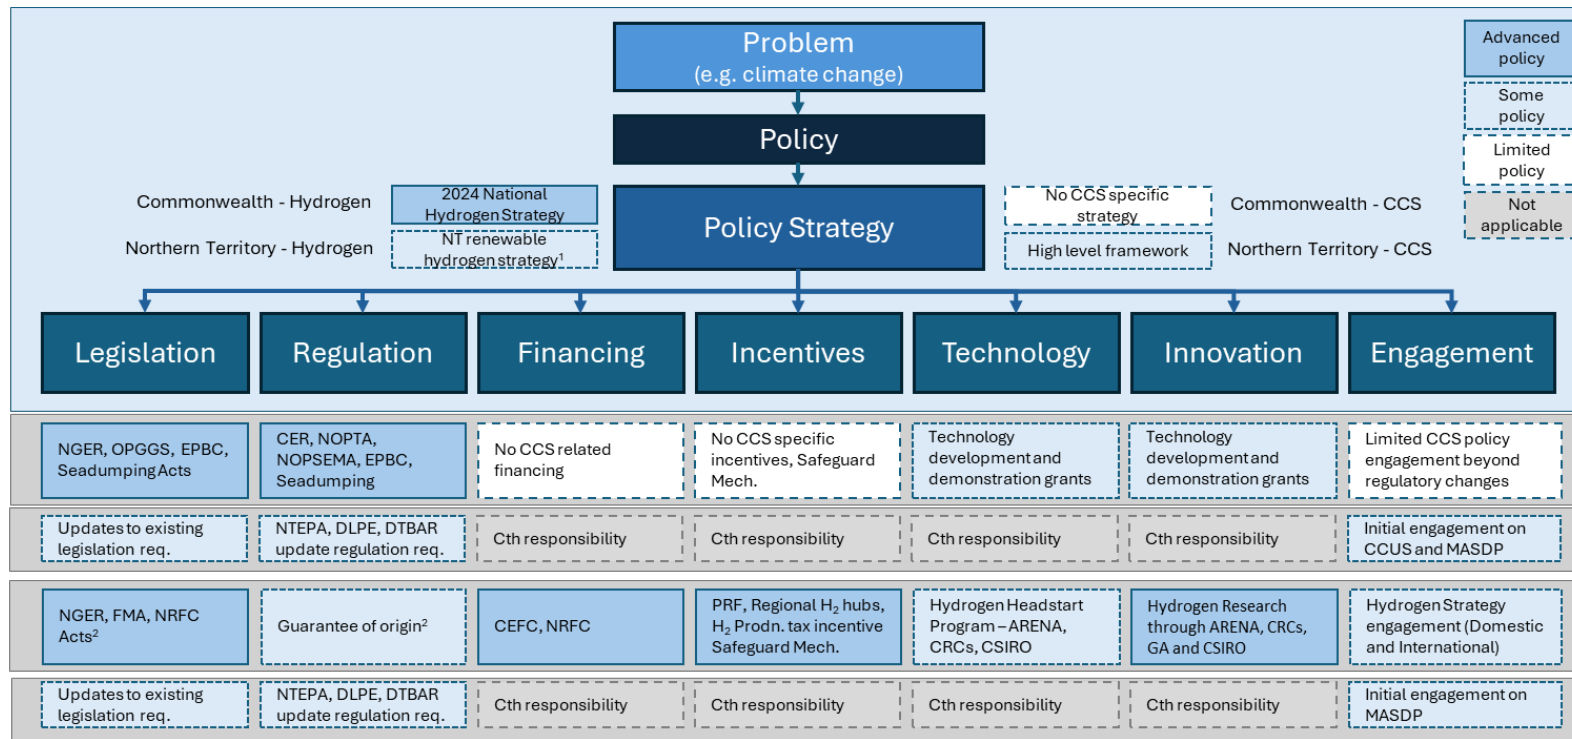 Problem
(e.g. climate change)
Advanced
policy
Some
policy
Limited
policy
Not
applicable
Policy
Policy Strategy
Commonwealth - Hydrogen
2024 National
Hydrogen Strategy
Northern Territory - Hydrogen
NT renewable
hydrogen strategy¹
No CCS specific
strategy
Commonwealth - CCS
High level framework
Northern Territory - CCS
Legislation
Regulation
Financing
Incentives
Technology
Innovation
Engagement
NGER, OPGGS, EPBC,
Seadumping Acts
CER, NOPTA,
NOPSEMA, EPBC,
Seadumping
No CCS related
financing
No CCS specific
incentives, Safeguard
Mech.
Technology
development and
demonstration grants
Technology
development and
demonstration grants
Limited CCS policy
engagement beyond
regulatory changes
Updates to existing
legislation req.
NTEPA, DLPE, DTBAR
update regulation req.
Cth responsibility
Cth responsibility
Cth responsibility
Cth responsibility
Initial engagement on
CCUS and MASDP
NGER, FMA, NRFC
Acts²
Guarantee of origin²
CEFC, NRFC
PRF, Regional H₂ hubs,
H₂ Prodn. tax incentive
Safeguard Mech.
Hydrogen Headstart
Program – ARENA,
CRCs, CSIRO
Hydrogen Research
through ARENA, CRCs,
GA and CSIRO
Hydrogen Strategy
engagement (Domestic
and International)
Updates to existing
legislation req.
NTEPA, DLPE, DTBAR
update regulation req.
Cth responsibility
Cth responsibility
Cth responsibility
Cth responsibility
Initial engagement on
MASDP